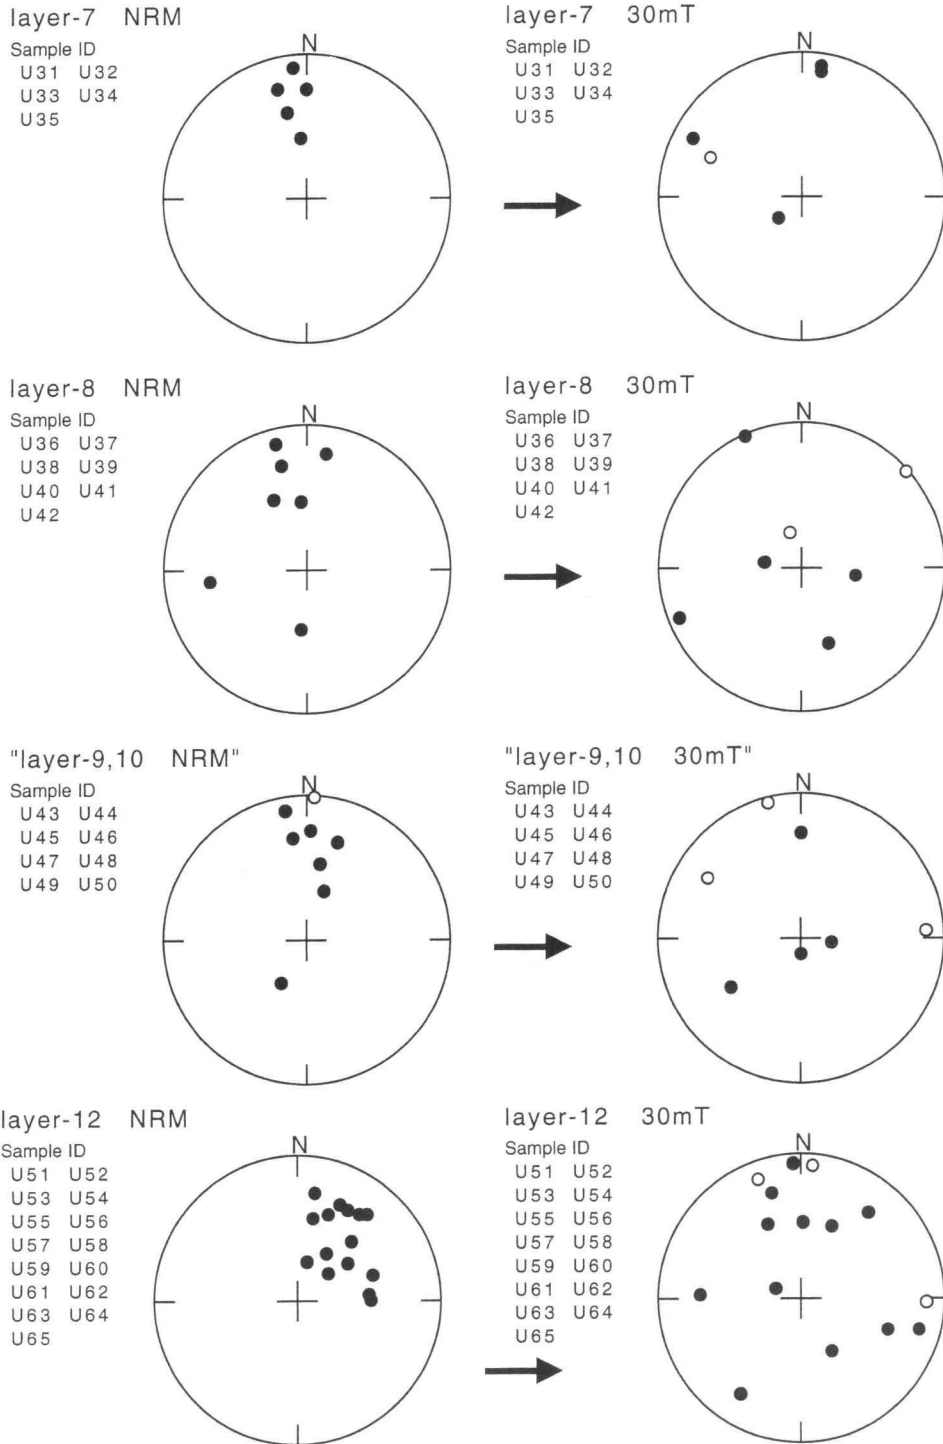 layer-7 NRM
Sample ID
U31 U32
U33 U34
U35
N
layer-7 30mT
Sample ID
U31 U32
U33 U34
U35
N
layer-8 NRM
Sample ID
U36 U37
U38 U39
U40 U41
U42
N
layer-8 30mT
Sample ID
U36 U37
U38 U39
U40 U41
U42
N
"layer-9,10 NRM"
Sample ID
U43 U44
U45 U46
U47 U48
U49 U50
N
"layer-9,10 30mT"
Sample ID
U43 U44
U45 U46
U47 U48
U49 U50
N
layer-12 NRM
Sample ID
U51 U52
U53 U54
U55 U56
U57 U58
U59 U60
U61 U62
U63 U64
U65
N
layer-12 30mT
Sample ID
U51 U52
U53 U54
U55 U56
U57 U58
U59 U60
U61 U62
U63 U64
U65
N